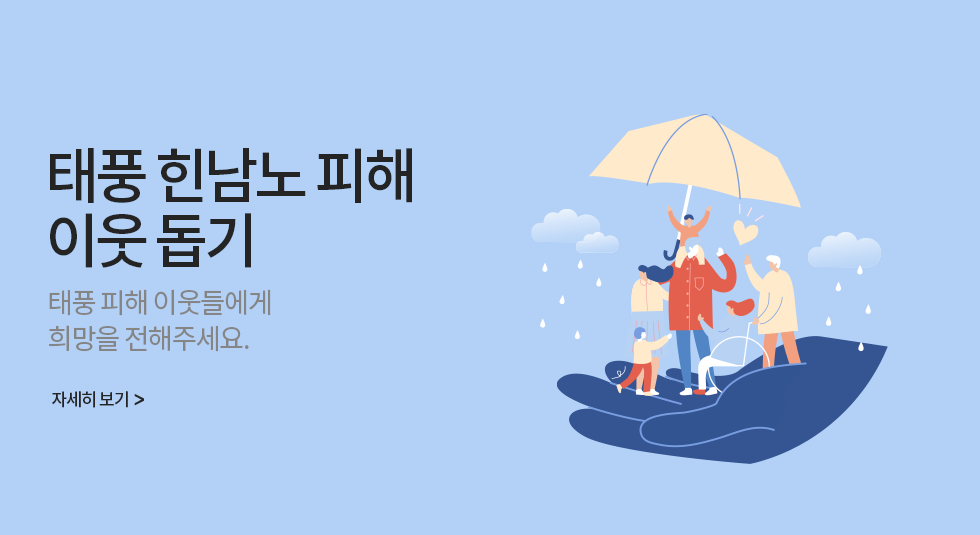 태풍 힌남노 피해
이웃 돕기
태풍 피해 이웃들에게
희망을 전해주세요.
자세히 보기 >